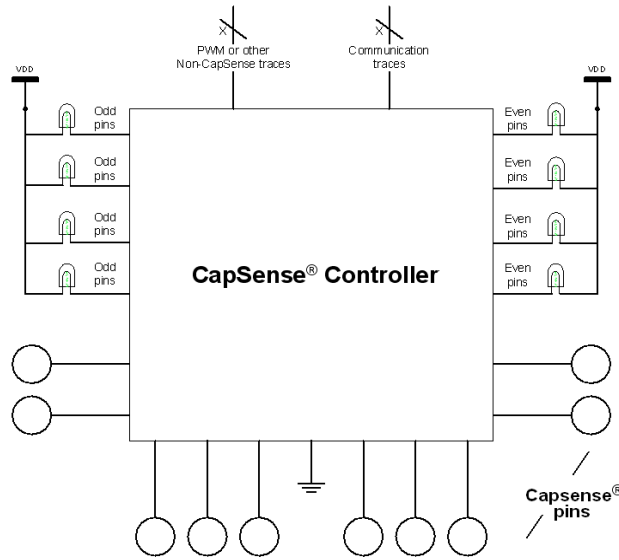 X
X
PWM or other
Non-CapSense traces
Communication
traces
VDD
VDD
Odd
pins
Even
pins
Odd
pins
Even
pins
Odd
pins
Even
pins
Odd
pins
Even
pins
CapSense® Controller
Capsense®
pins